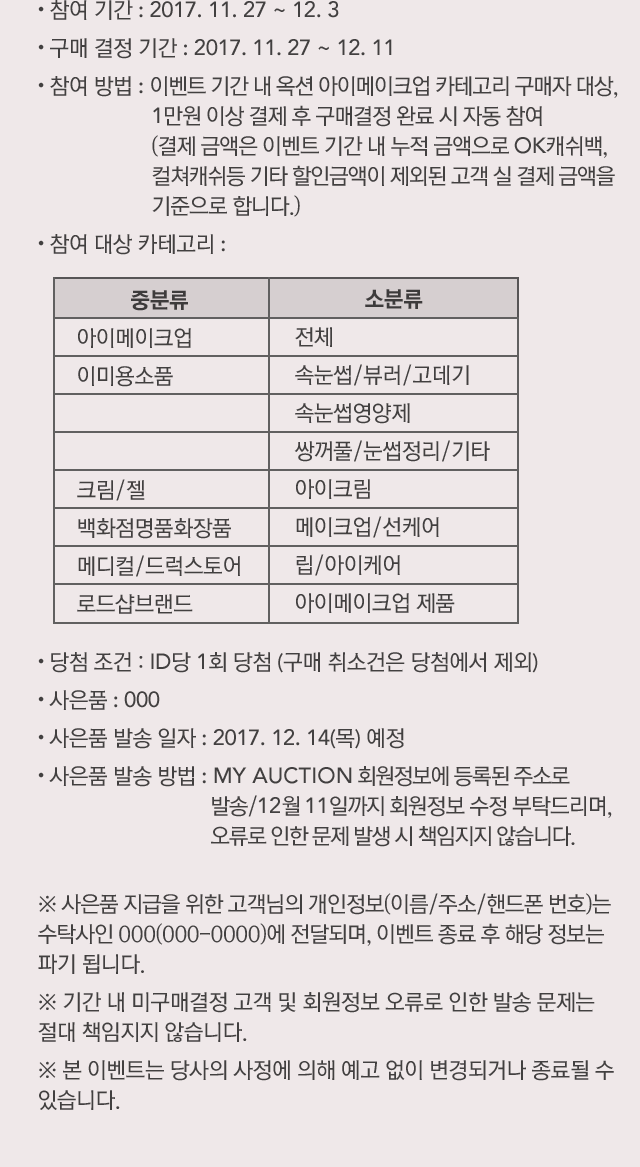 • 참여 기간 : 2017. 11. 27 ~ 12. 3
• 구매 결정 기간 : 2017. 11. 27 ~ 12. 11
• 참여 방법 : 이벤트 기간 내 옥션 아이메이크업 카테고리 구매자 대상,
1만원 이상 결제 후 구매결정 완료 시 자동 참여
(결제 금액은 이벤트 기간 내 누적 금액으로 OK캐쉬백,
컬쳐캐쉬등 기타 할인금액이 제외된 고객 실 결제 금액을
기준으로 합니다.)
• 참여 대상 카테고리 :
중분류 소분류
아이메이크업 전체
이미용소품 속눈썹/뷰러/고데기
속눈썹영양제
쌍꺼풀/눈썹정리/기타
크림/젤 아이크림
백화점명품화장품 메이크업/선케어
메디컬/드럭스토어 립/아이케어
로드샵브랜드 아이메이크업 제품
• 당첨 조건 : ID당 1회 당첨 (구매 취소건은 당첨에서 제외)
• 사은품 : 000
• 사은품 발송 일자 : 2017. 12. 14(목) 예정
• 사은품 발송 방법 : MY AUCTION 회원정보에 등록된 주소로
발송/12월 11일까지 회원정보 수정 부탁드리며,
오류로 인한 문제 발생 시 책임지지 않습니다.
※ 사은품 지급을 위한 고객님의 개인정보(이름/주소/핸드폰 번호)는
수탁사인 000(000-0000)에 전달되며, 이벤트 종료 후 해당 정보는
파기 됩니다.
※ 기간 내 미구매결정 고객 및 회원정보 오류로 인한 발송 문제는
절대 책임지지 않습니다.
※ 본 이벤트는 당사의 사정에 의해 예고 없이 변경되거나 종료될 수
있습니다.